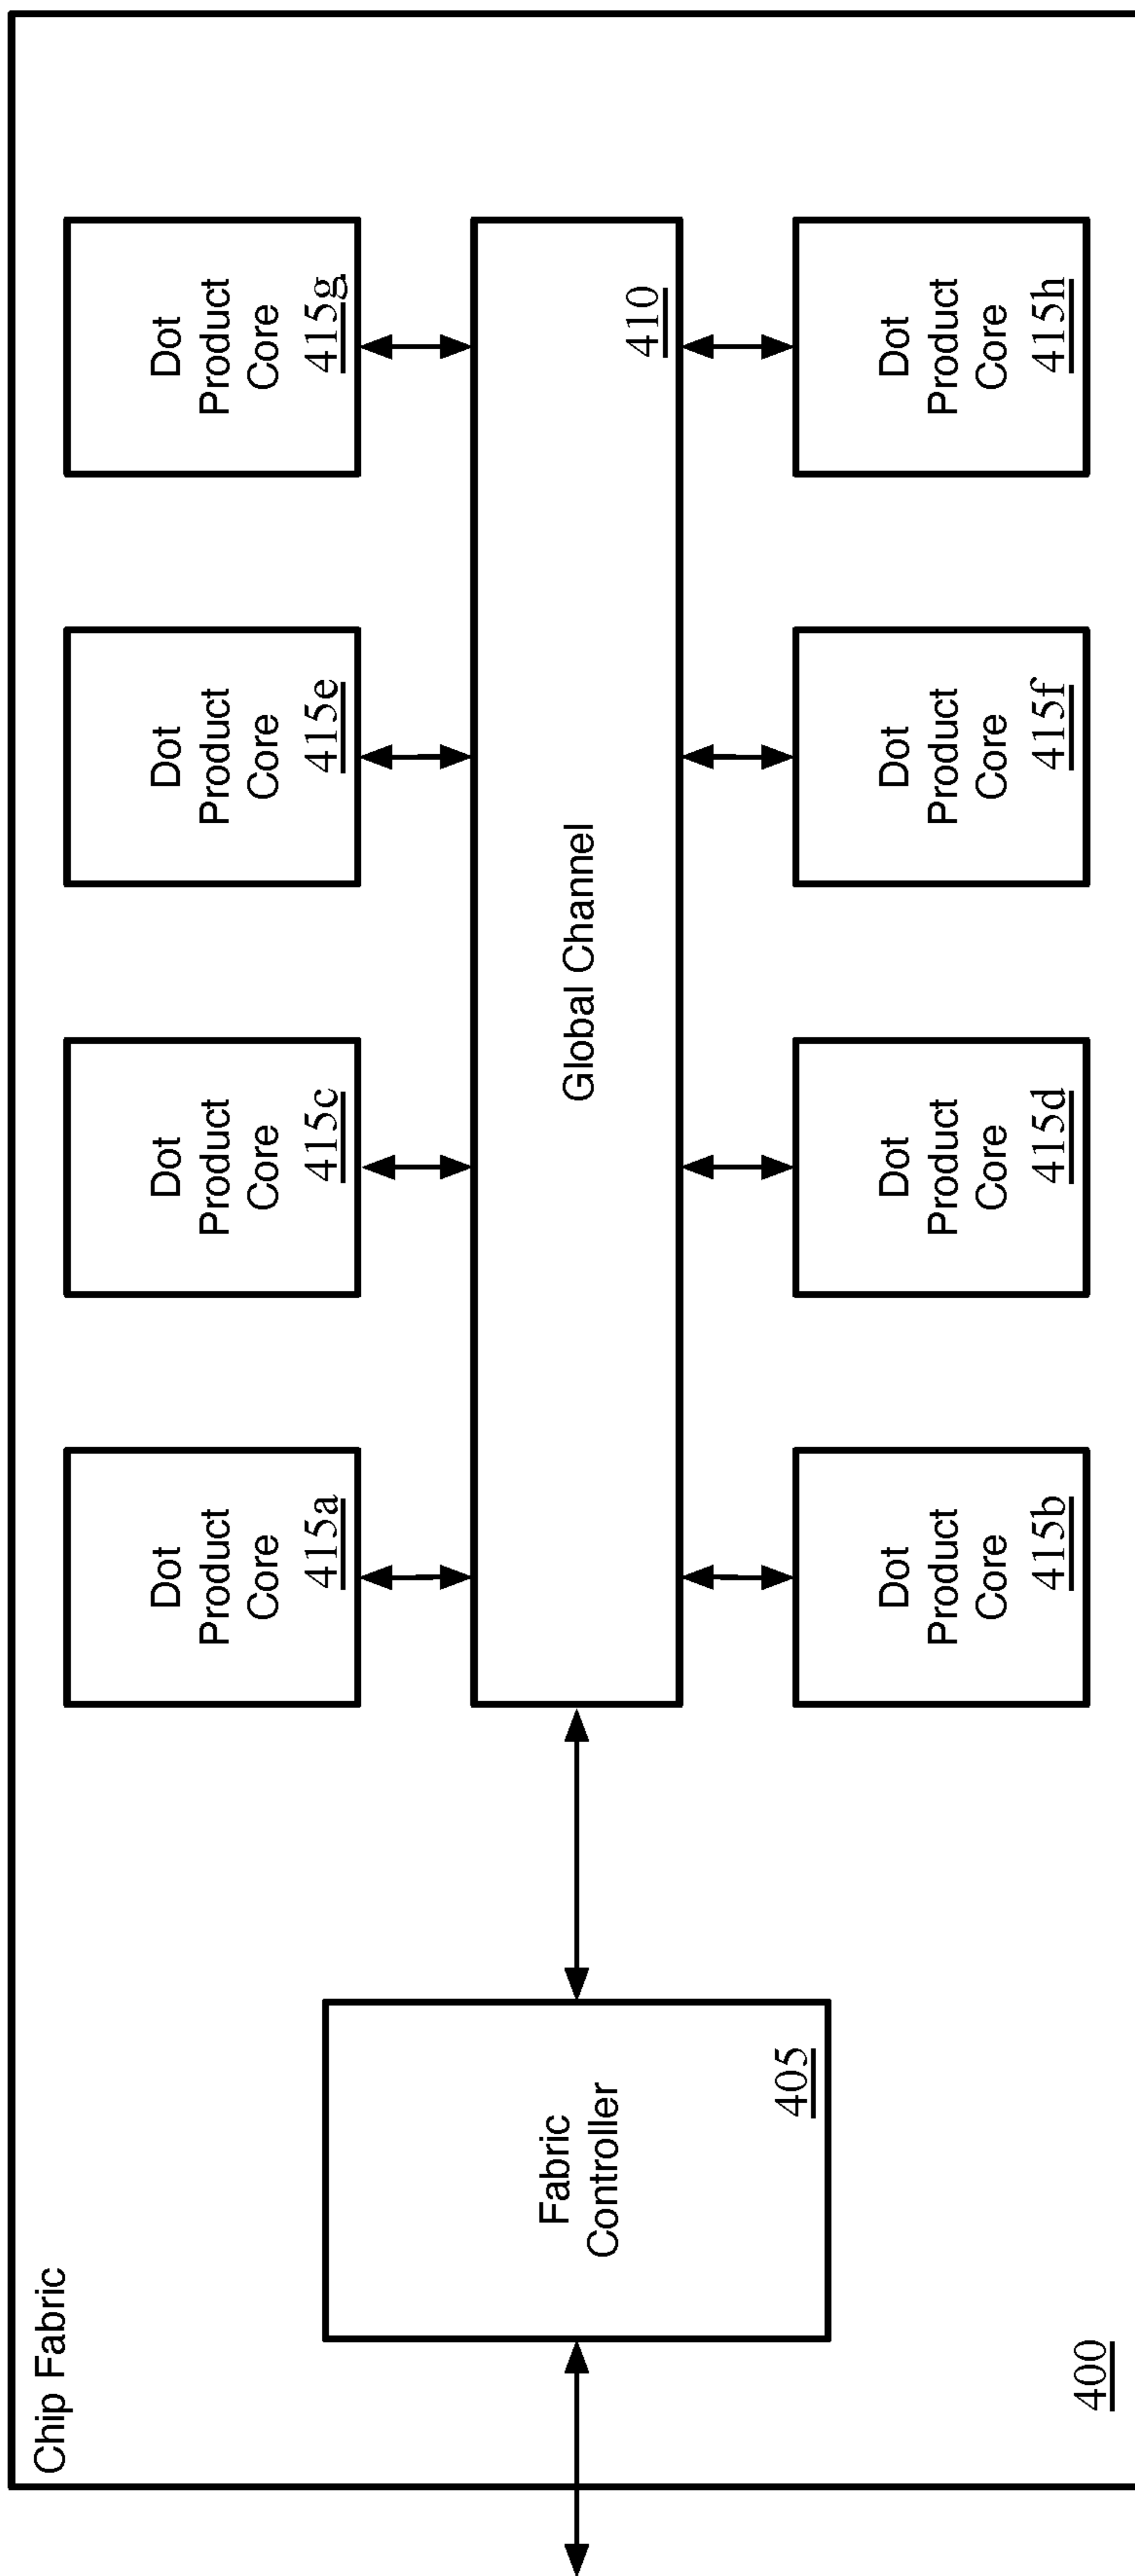 Chip Fabric
Dot
Product
Core
415a
Dot
Product
Core
415c
Dot
Product
Core
415e
Dot
Product
Core
415g
Fabric
Controller
405
Global Channel
410
Dot
Product
Core
415b
Dot
Product
Core
415d
Dot
Product
Core
415f
Dot
Product
Core
415h
400